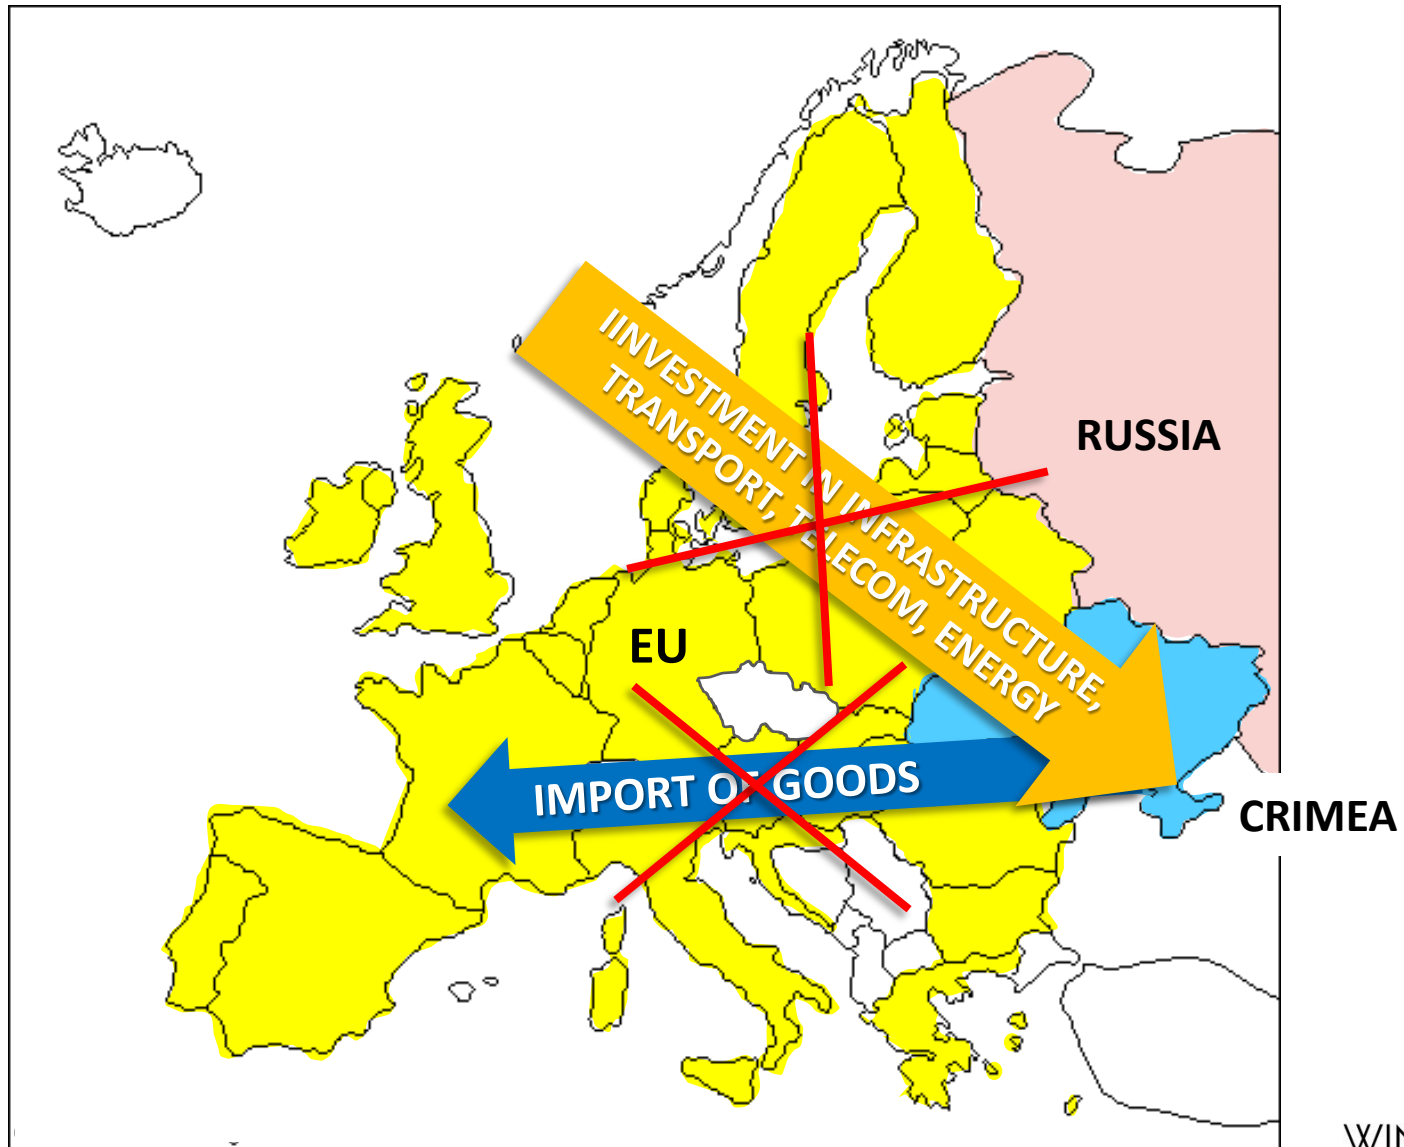 IINVESTMENT IN INFRASTRUCTURE,
TRANSPORT, TELECOM, ENERGY
RUSSIA
EU
IMPORT OF GOODS
CRIMEA